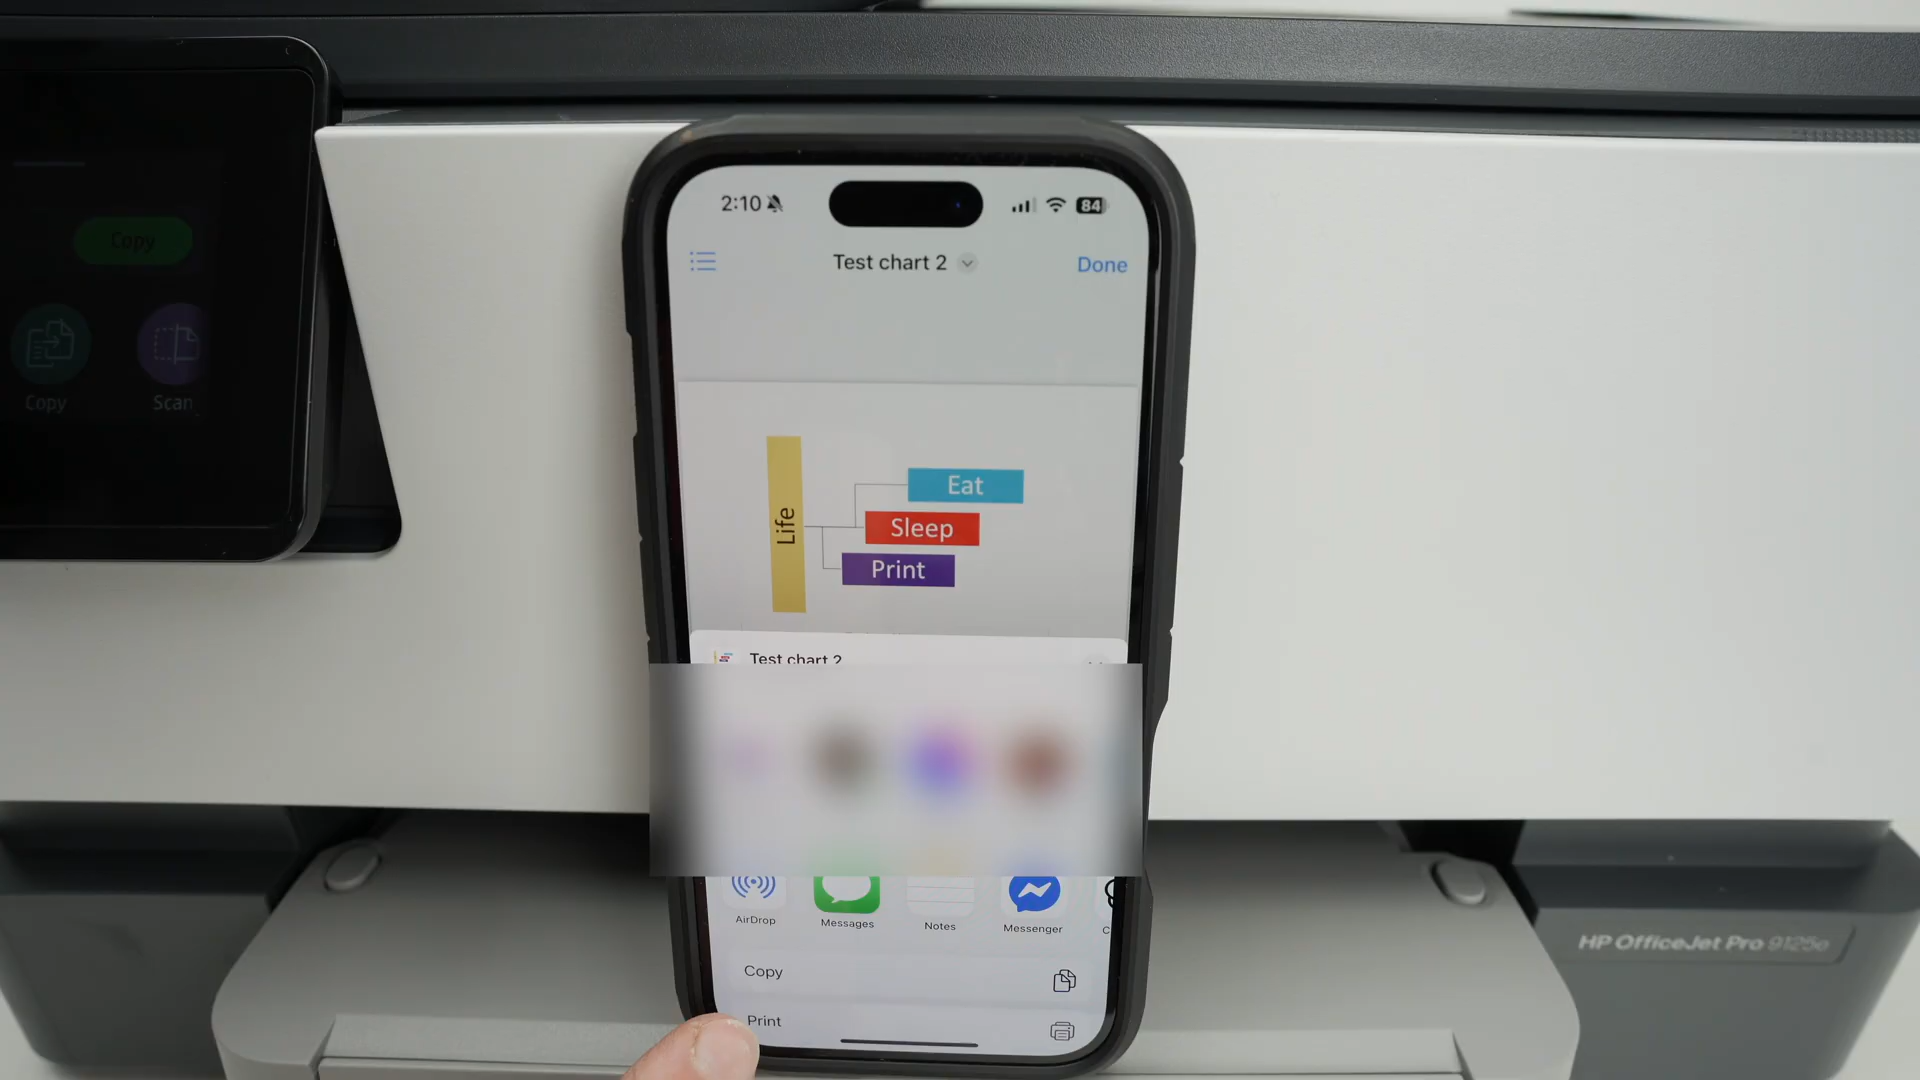 Copy
Copy
Scan
2:10
84
Test chart 2
Done
Life
Eat
Sleep
Print
Test chart 2
AirDrop
Messages
Notes
Messenger
C
Copy
Print
HP OfficeJet Pro 9125e